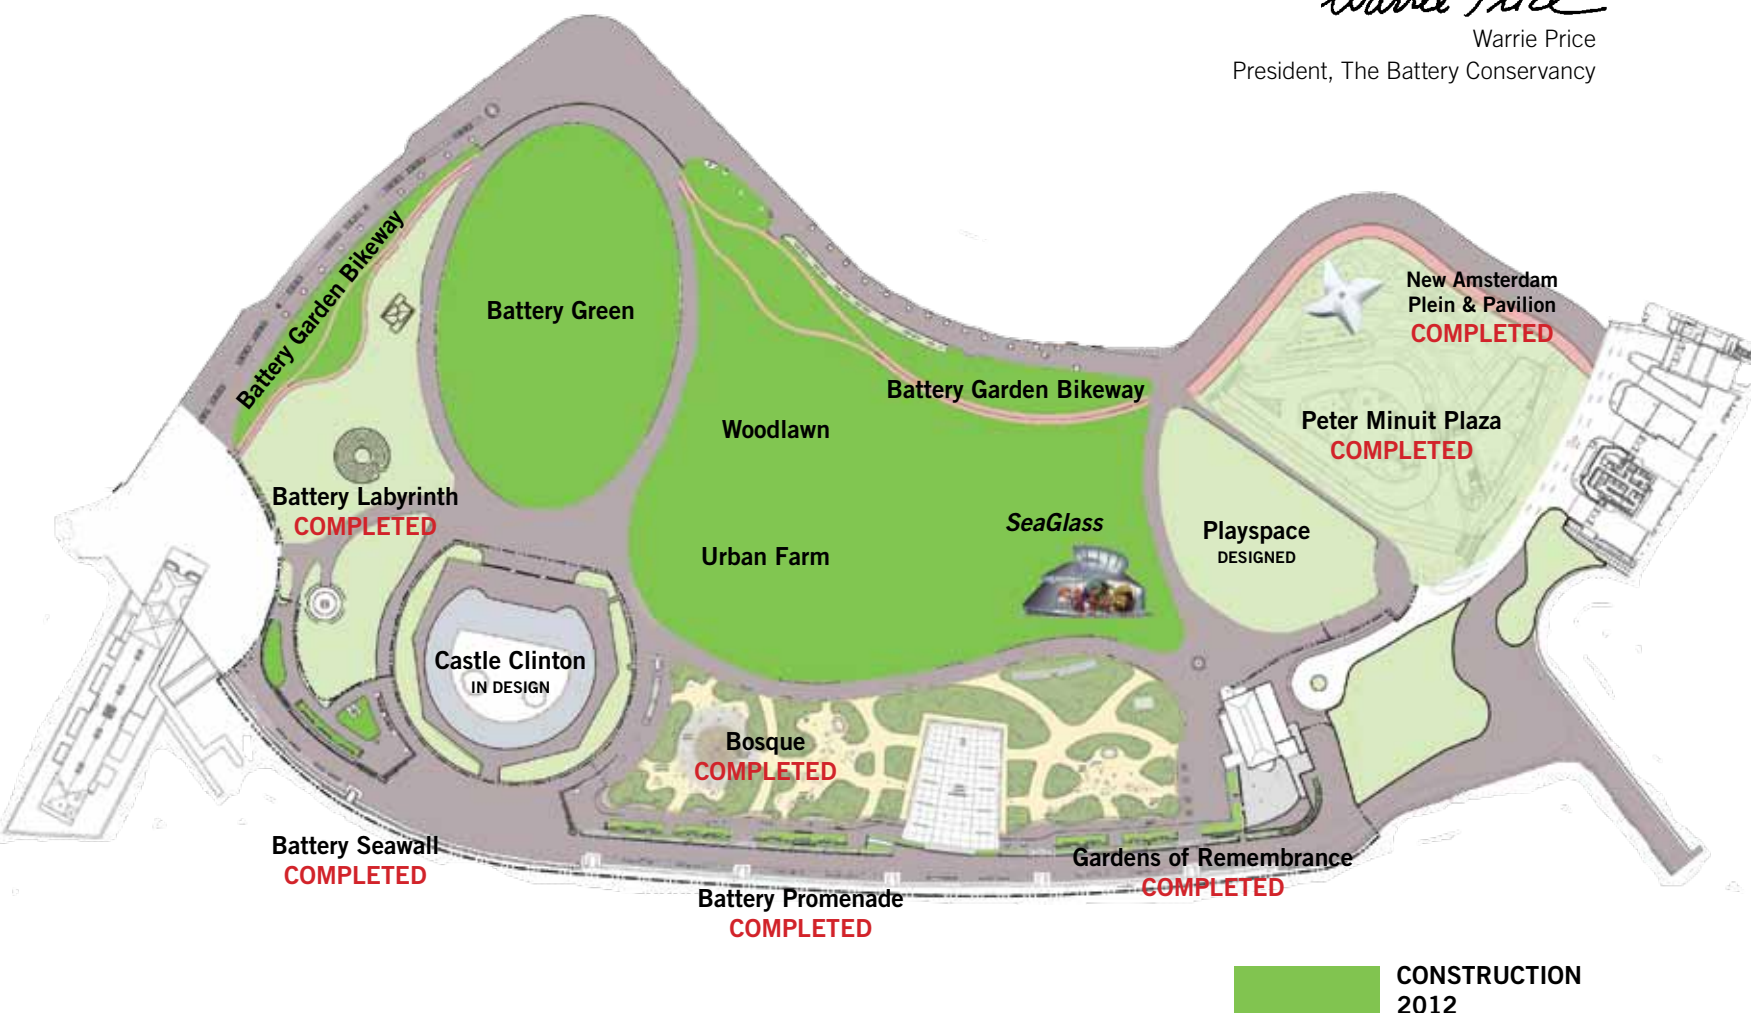 Warrie Price
Warrie Price
President, The Battery Conservancy
Battery Garden Bikeway
Battery Green
New Amsterdam
Plein & Pavilion
COMPLETED
Battery Garden Bikeway
Woodlawn
Peter Minuit Plaza
COMPLETED
Battery Labyrinth
COMPLETED
SeaGlass
Playspace
DESIGNED
Urban Farm
Castle Clinton
IN DESIGN
Bosque
COMPLETED
Battery Seawall
COMPLETED
Gardens of Remembrance
COMPLETED
Battery Promenade
COMPLETED
CONSTRUCTION
2012